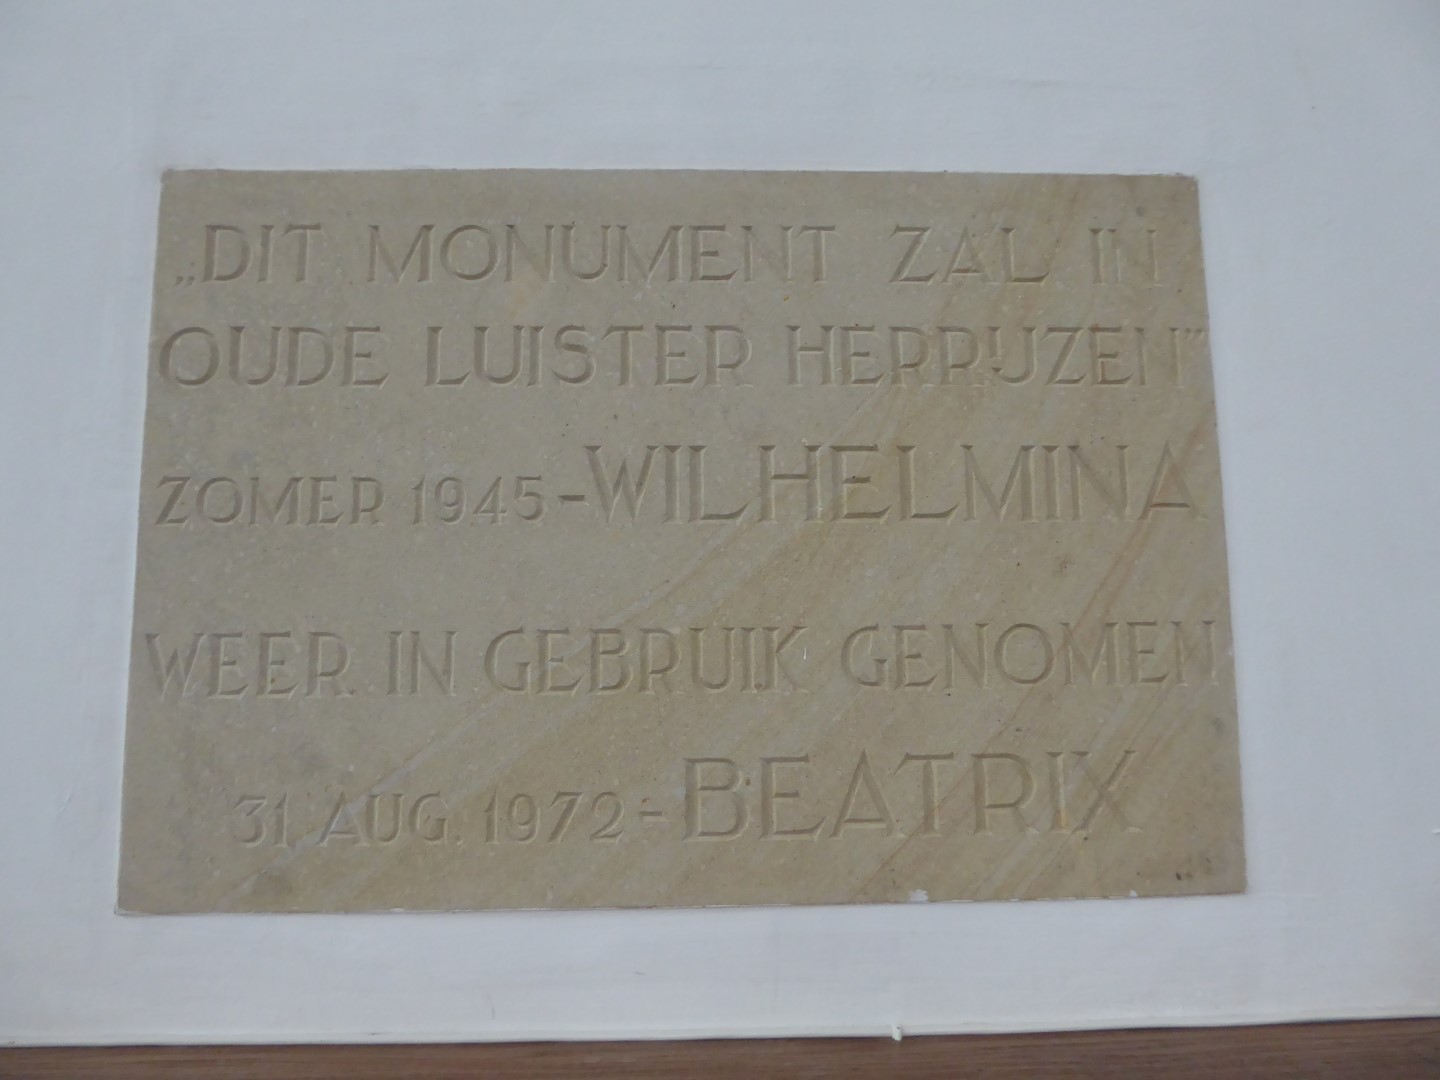 „DIT MONUMENT ZAL IN
OUDE LUISTER HERRIJZEN”
ZOMER 1945-WILHELMINA
WEER IN GEBRUIK GENOMEN
31 AUG. 1972-BEATRIX